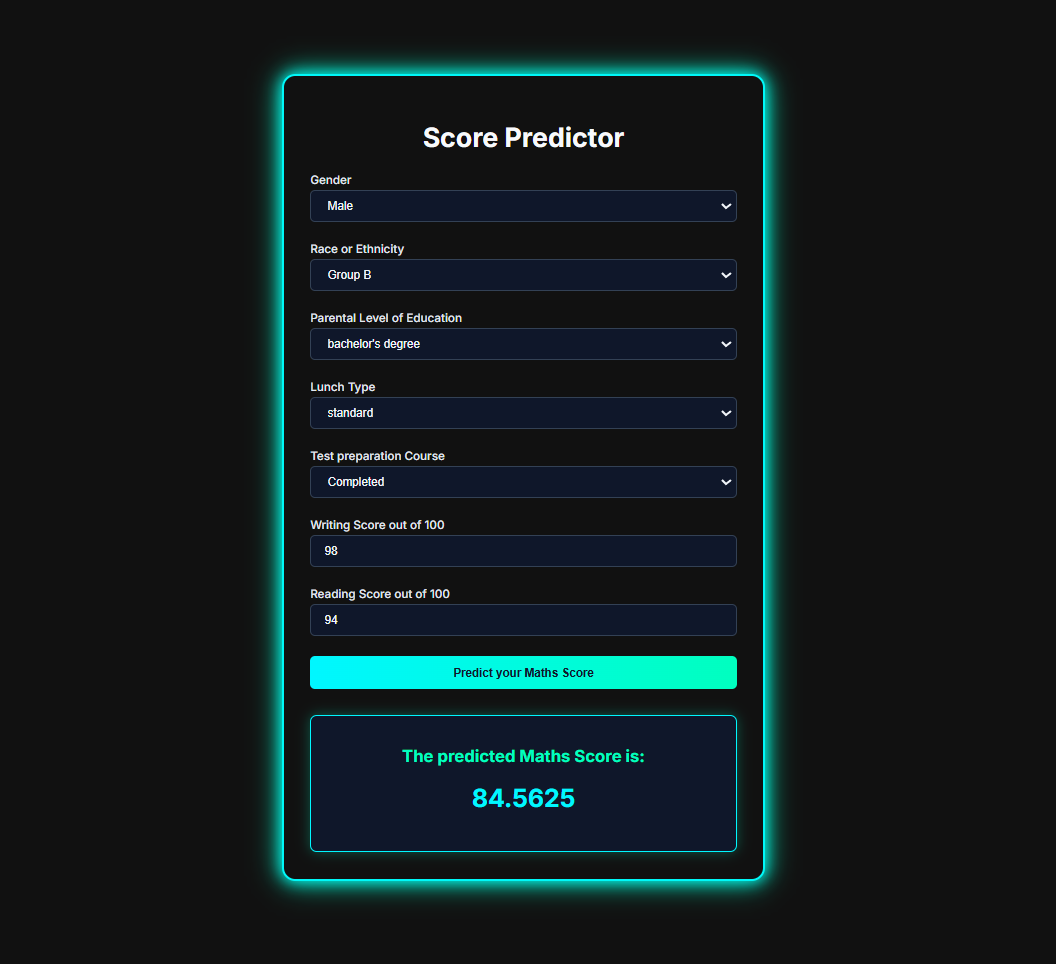 Score Predictor
Gender
Male
Race or Ethnicity
Group B
Parental Level of Education
bachelor's degree
Lunch Type
standard
Test preparation Course
Completed
Writing Score out of 100
98
Reading Score out of 100
94
Predict your Maths Score
The predicted Maths Score is:
84.5625